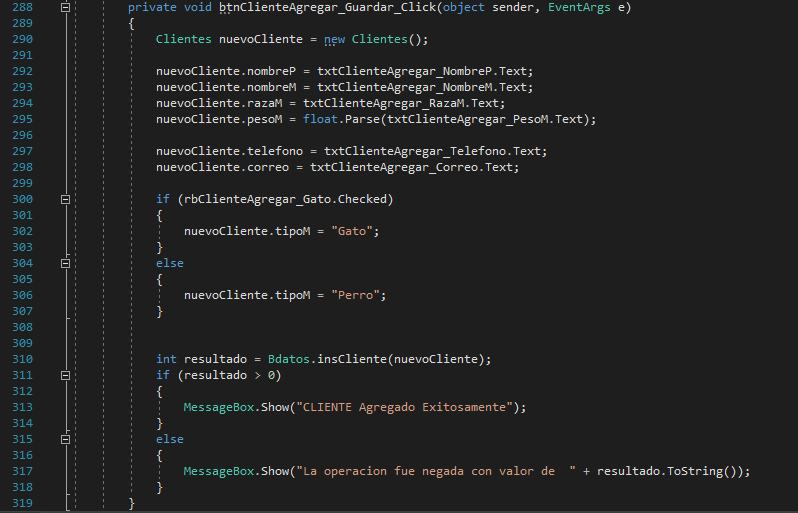 288 private void btnClienteAgregar_Guardar_Click(object sender, EventArgs e)
289 {
290 Clientes nuevoCliente = new Clientes();
291
292 nuevoCliente.nombreP = txtClienteAgregar_NombreP.Text;
293 nuevoCliente.nombreM = txtClienteAgregar_NombreM.Text;
294 nuevoCliente.razaM = txtClienteAgregar_RazaM.Text;
295 nuevoCliente.pesoM = float.Parse(txtClienteAgregar_PesoM.Text);
296
297 nuevoCliente.telefono = txtClienteAgregar_Telefono.Text;
298 nuevoCliente.correo = txtClienteAgregar_Correo.Text;
299
300 if (rbClienteAgregar_Gato.Checked)
301 {
302 nuevoCliente.tipoM = "Gato";
303 }
304 else
305 {
306 nuevoCliente.tipoM = "Perro";
307 }
308
309
310 int resultado = Bdatos.insCliente(nuevoCliente);
311 if (resultado > 0)
312 {
313 MessageBox.Show("CLIENTE Agregado Exitosamente");
314 }
315 else
316 {
317 MessageBox.Show("La operacion fue negada con valor de  " + resultado.ToString());
318 }
319 }